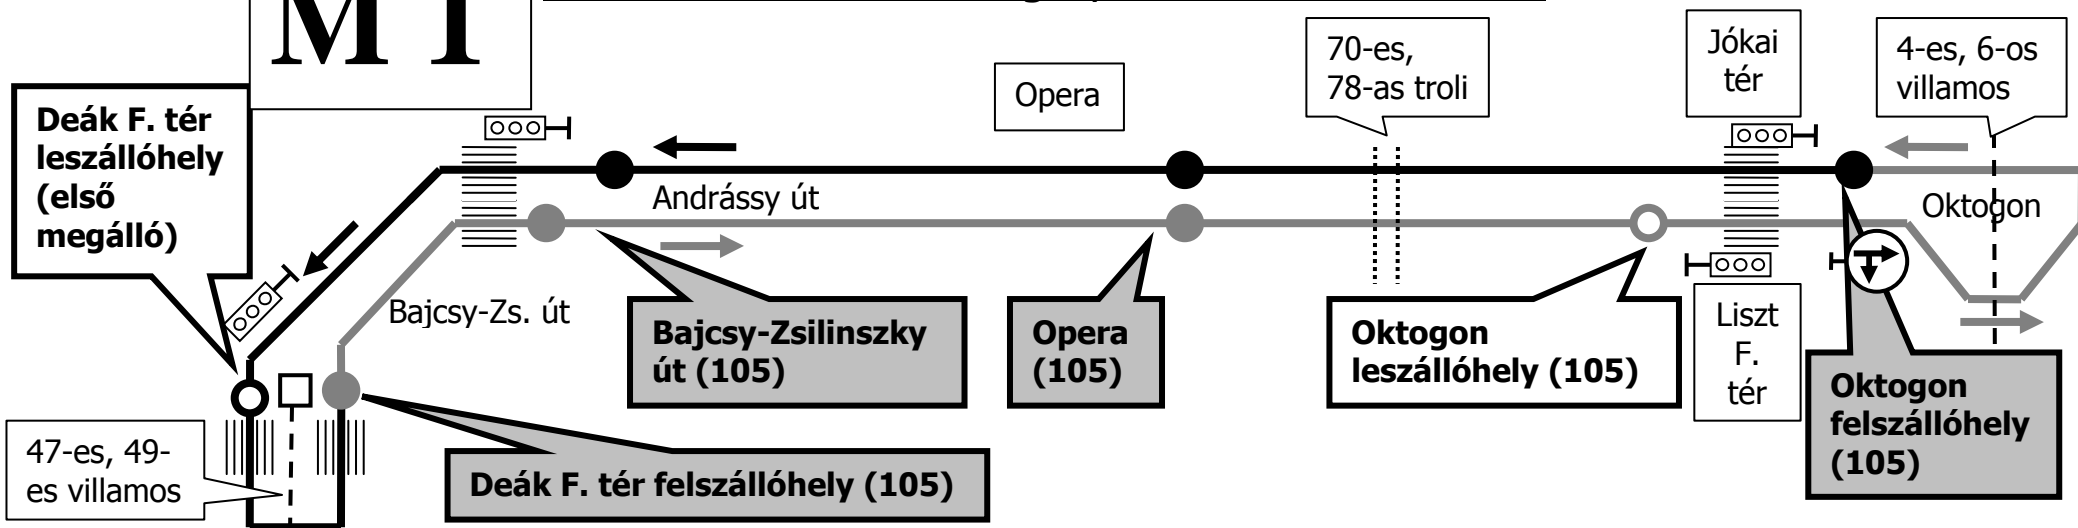 M 1
Deák F. tér
leszállóhely
(első
megálló)
Opera
70-es,
78-as troli
Jókai
tér
4-es, 6-os
villamos
Andrássy út
Oktogon
Bajcsy-Zs. út
Bajcsy-Zsilinszky
út (105)
Opera
(105)
Oktogon
leszállóhely (105)
Liszt
F.
tér
Oktogon
felszállóhely
(105)
47-es, 49-
es villamos
Deák F. tér felszállóhely (105)